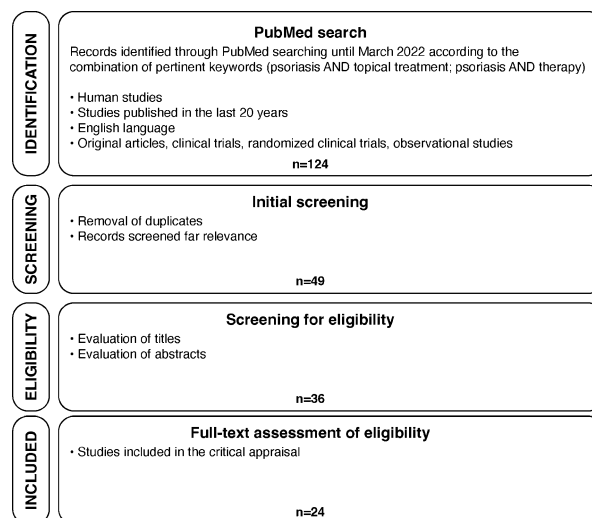 IDENTIFICATION
PubMed search
Records identified through PubMed searching until March 2022 according to the
combination of pertinent keywords (psoriasis AND topical treatment; psoriasis AND therapy)
• Human studies
• Studies published in the last 20 years
• English language
• Original articles, clinical trials, randomized clinical trials, observational studies
n=124
SCREENING
Initial screening
• Removal of duplicates
• Records screened far relevance
n=49
ELIGIBILITY
Screening for eligibility
• Evaluation of titles
• Evaluation of abstracts
n=36
INCLUDED
Full-text assessment of eligibility
• Studies included in the critical appraisal
n=24